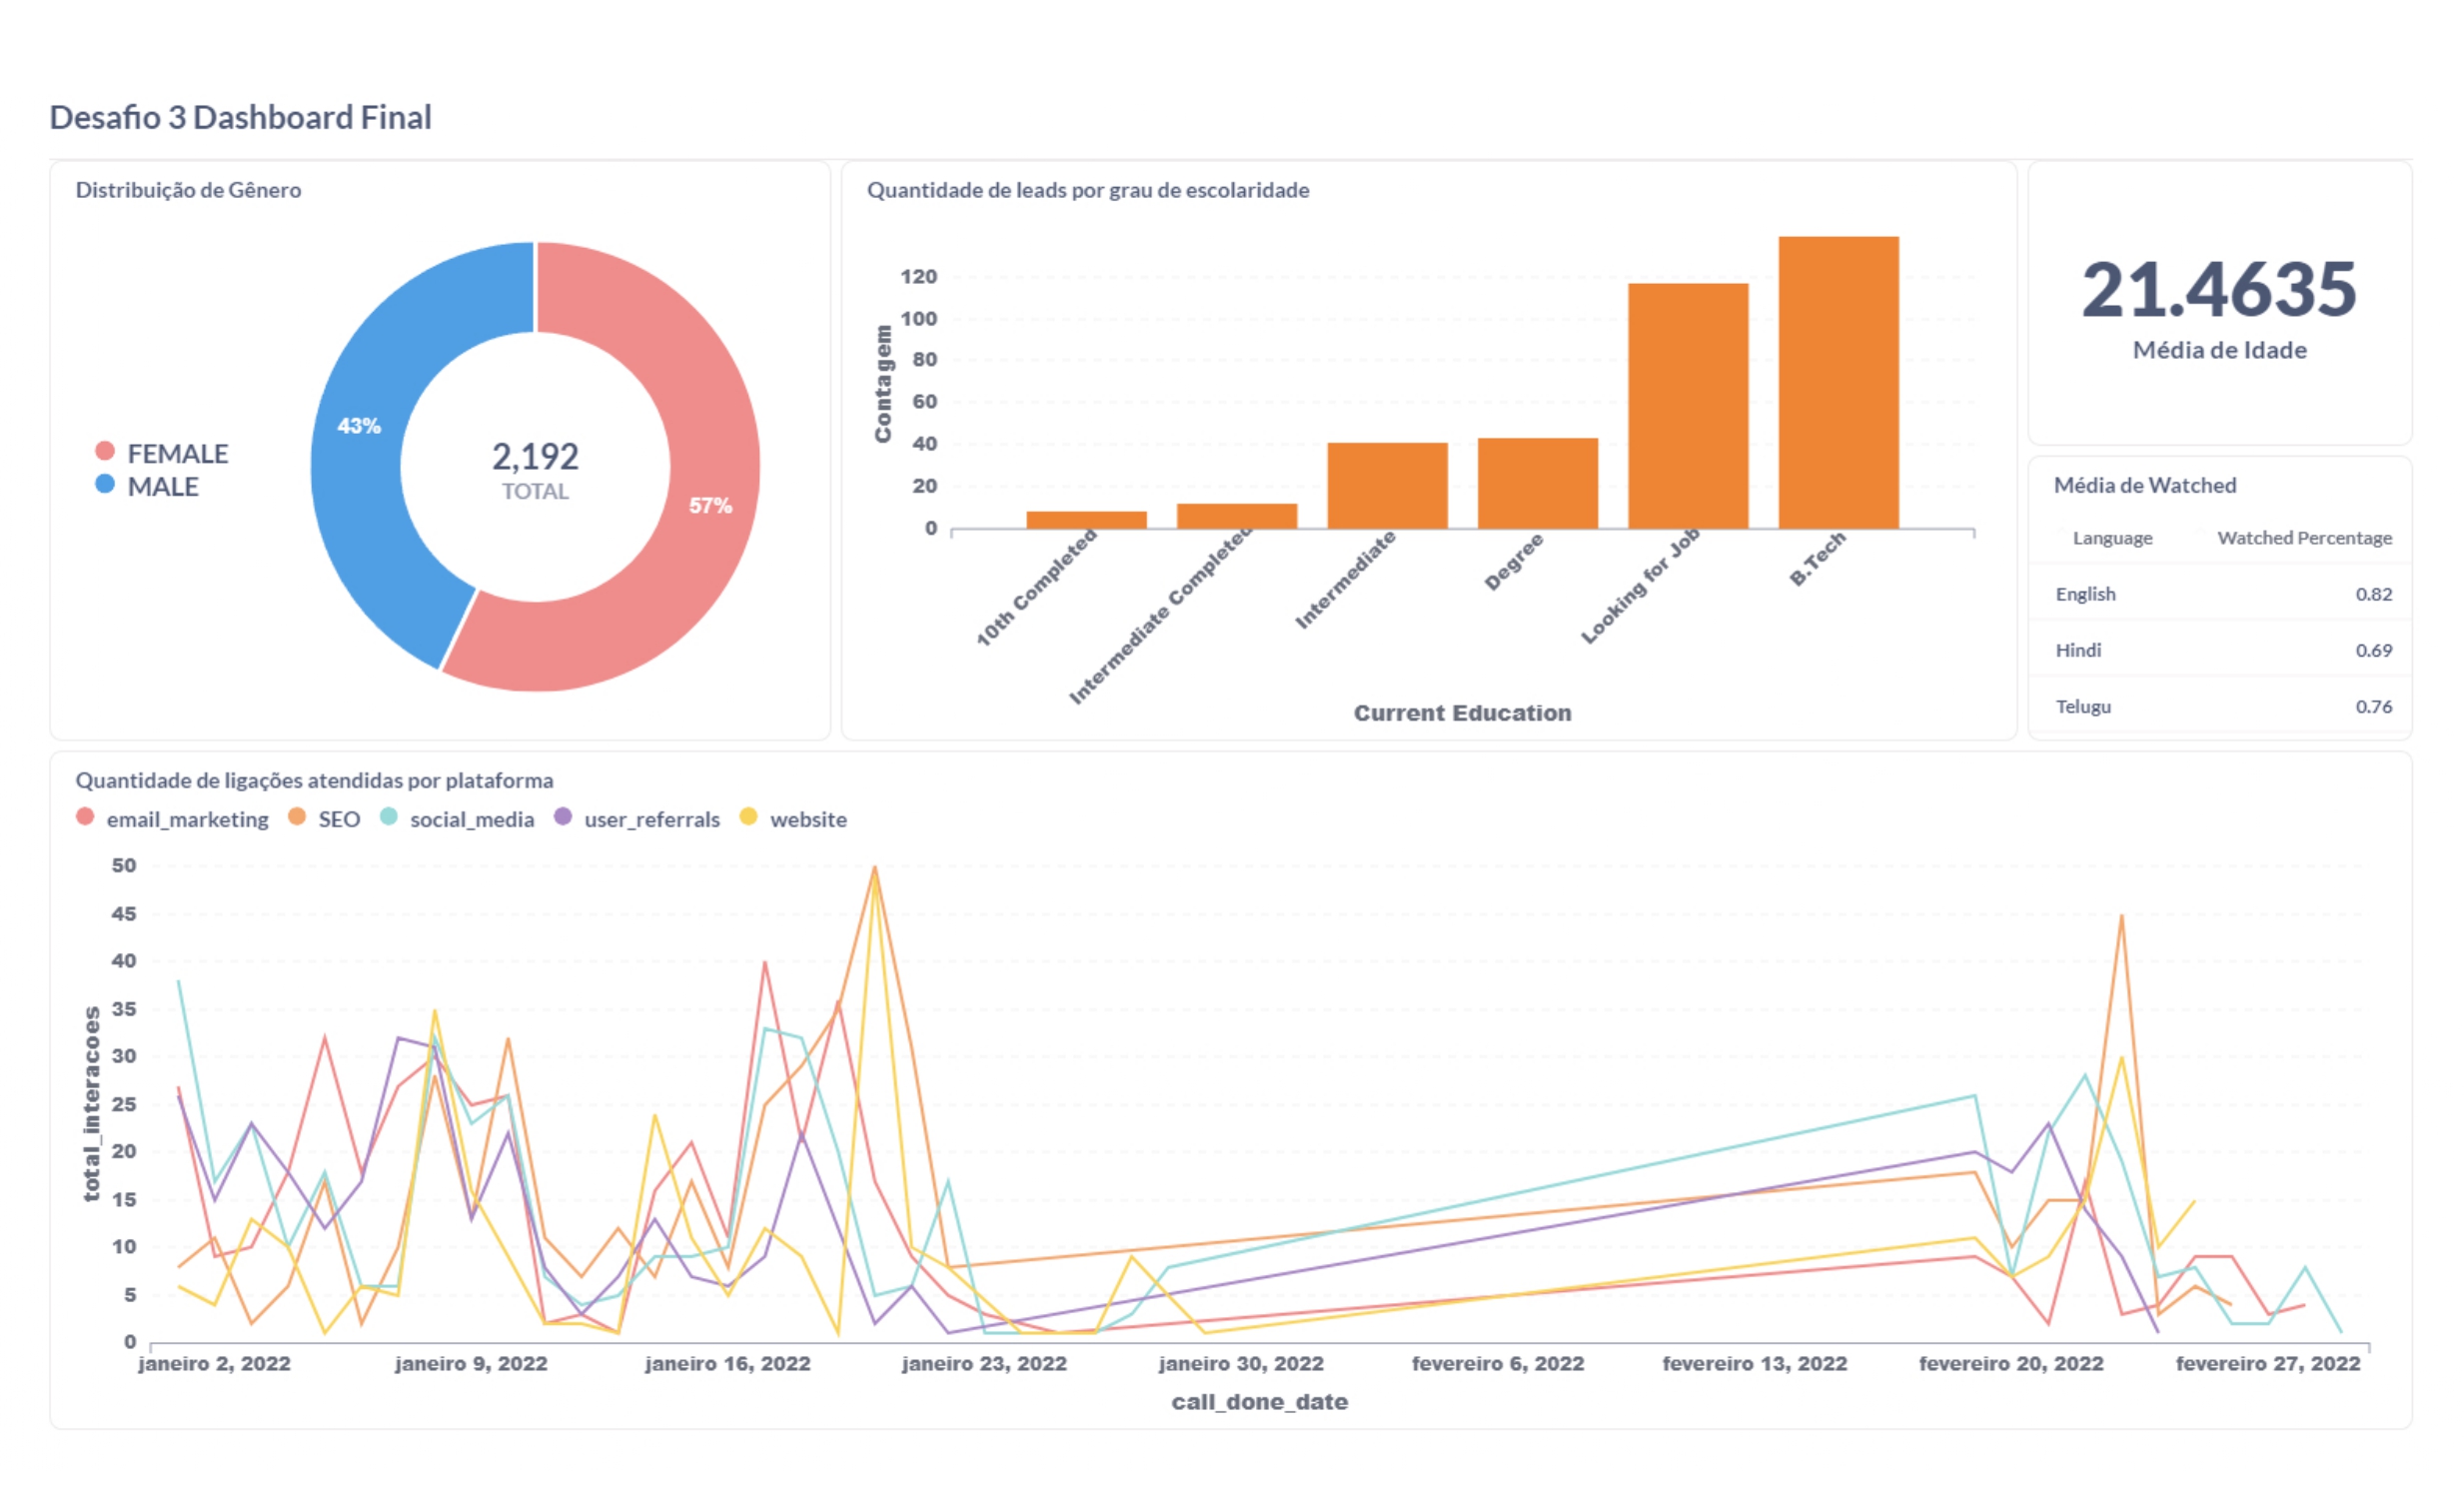 Desafio 3 Dashboard Final
Distribuição de Gênero
FEMALE
MALE
43%
57%
2,192
TOTAL
Quantidade de leads por grau de escolaridade
Contagem
120
100
80
60
40
20
0
10th Completed
Intermediate Completed
Intermediate
Degree
Looking for Job
B.Tech
Current Education
21.4635
Média de Idade
Média de Watched
Language Watched Percentage
English 0.82
Hindi 0.69
Telugu 0.76
Quantidade de ligações atendidas por plataforma
email_marketing SEO social_media user_referrals website
total_interacoes
50
45
40
35
30
25
20
15
10
5
0
janeiro 2, 2022 janeiro 9, 2022 janeiro 16, 2022 janeiro 23, 2022 janeiro 30, 2022 fevereiro 6, 2022 fevereiro 13, 2022 fevereiro 20, 2022 fevereiro 27, 2022
call_done_date